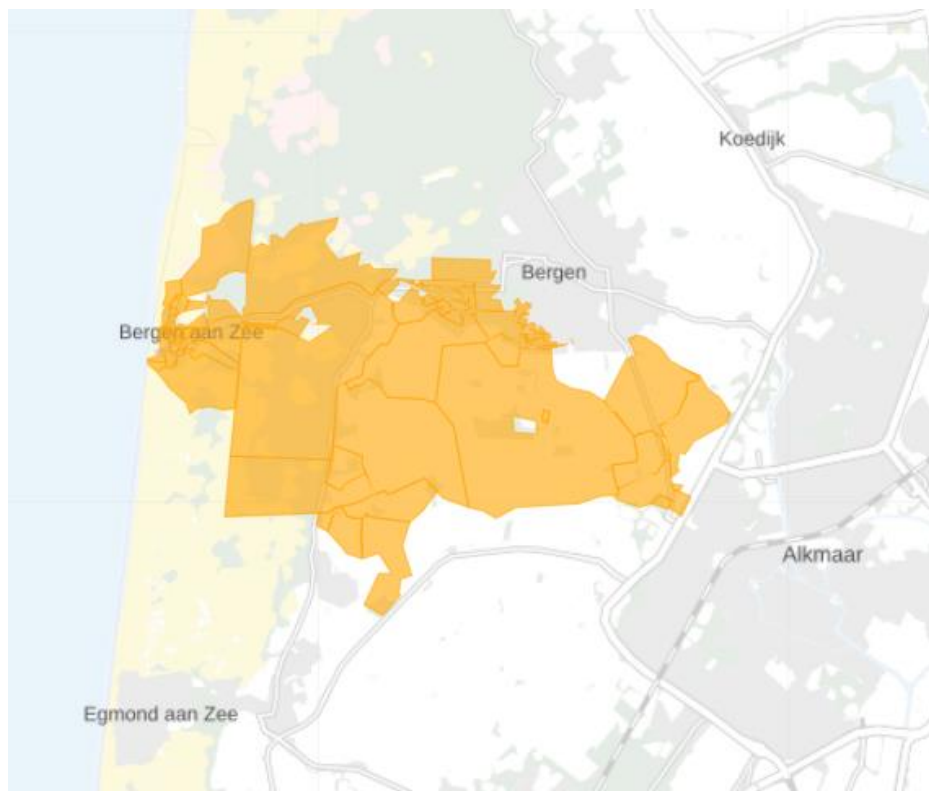 Koedijk
Bergen
Bergen aan Zee
Alkmaar
Egmond aan Zee